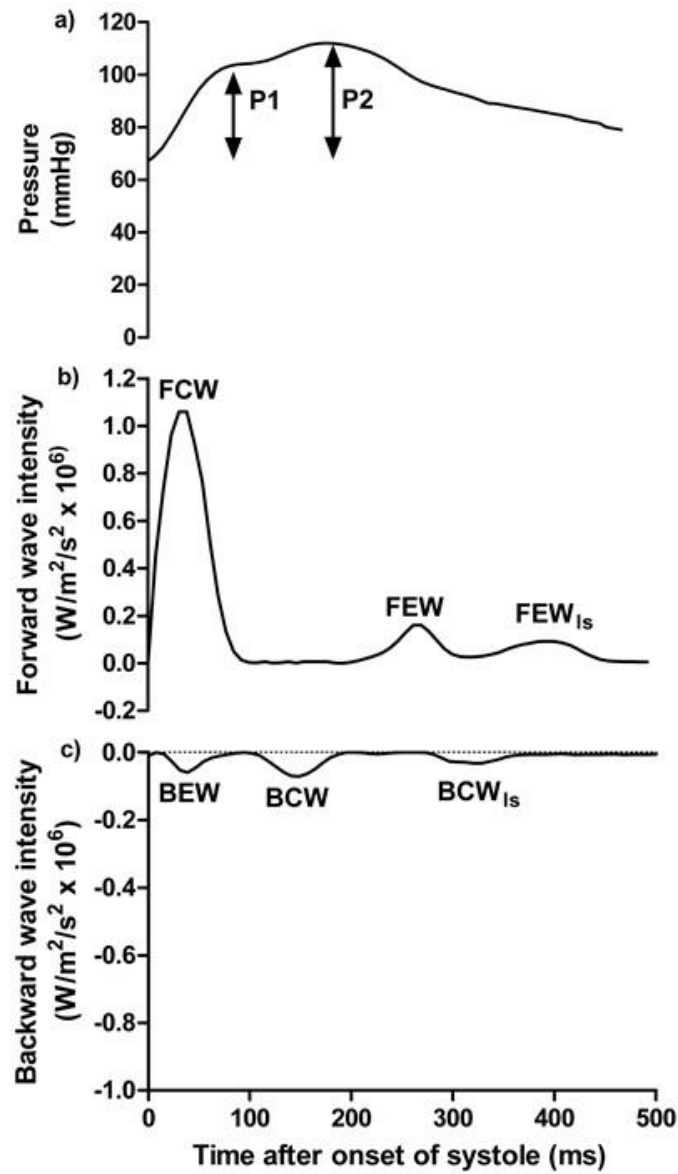 a)
120
100
80
60
40
20
0
Pressure
(mmHg)
P1
P2
b)
1.2
1.0
0.8
0.6
0.4
0.2
0.0
-0.2
Forward wave intensity
(W/m²/s² x 10⁶)
FCW
FEW
FEWls
c)
0.0
-0.2
-0.4
-0.6
-0.8
-1.0
Backward wave intensity
(W/m²/s² x 10⁶)
BEW
BCW
BCWls
0 100 200 300 400 500
Time after onset of systole (ms)